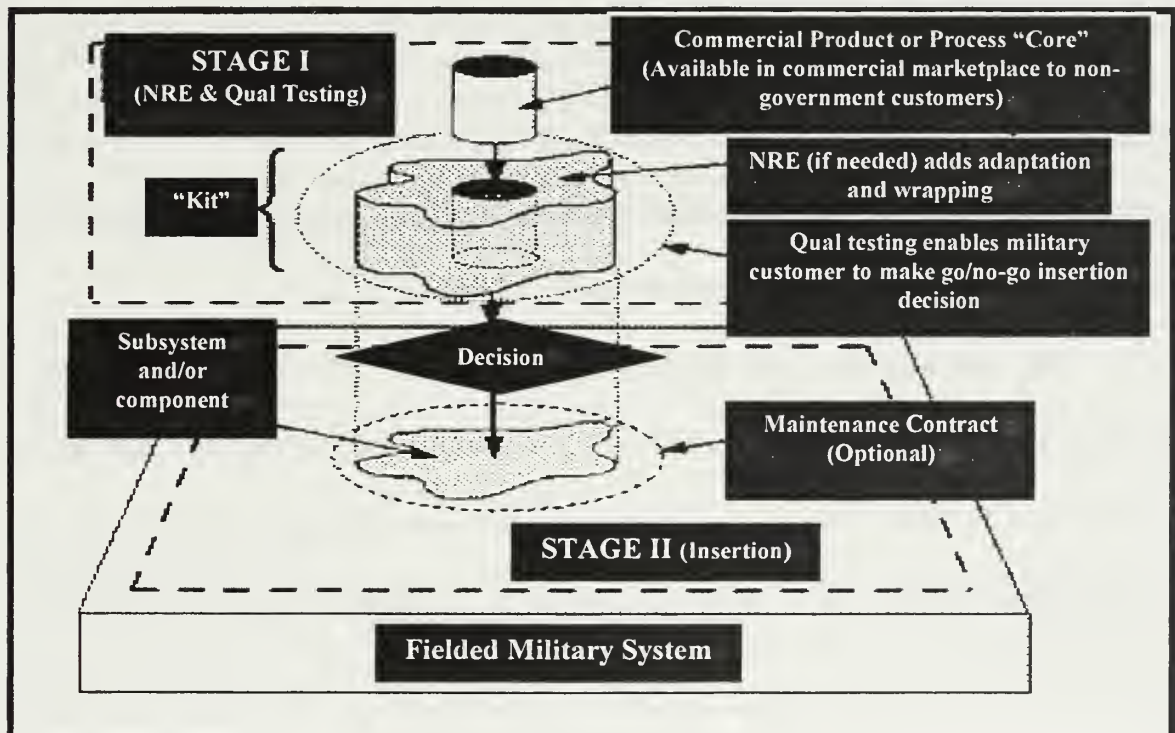 STAGE I
(NRE & Qual Testing)
Commercial Product or Process “Core”
(Available in commercial marketplace to non-
government customers)
“Kit”
NRE (if needed) adds adaptation
and wrapping
Qual testing enables military
customer to make go/no-go insertion
decision
Subsystem
and/or
component
Decision
Maintenance Contract
(Optional)
STAGE II (Insertion)
Fielded Military System